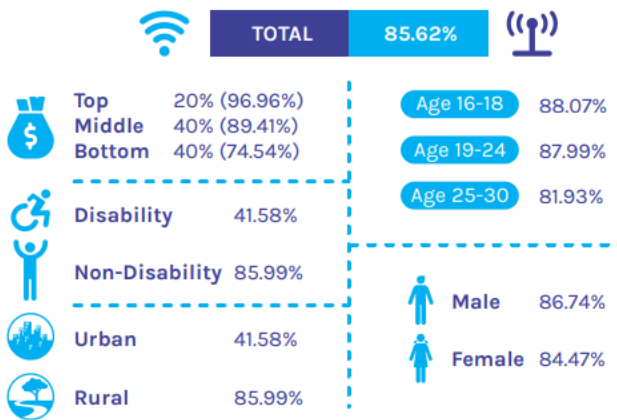 TOTAL 85.62%
Top 20% (96.96%)
Middle 40% (89.41%)
Bottom 40% (74.54%)
Disability 41.58%
Non-Disability 85.99%
Urban 41.58%
Rural 85.99%
Age 16-18 88.07%
Age 19-24 87.99%
Age 25-30 81.93%
Male 86.74%
Female 84.47%
$